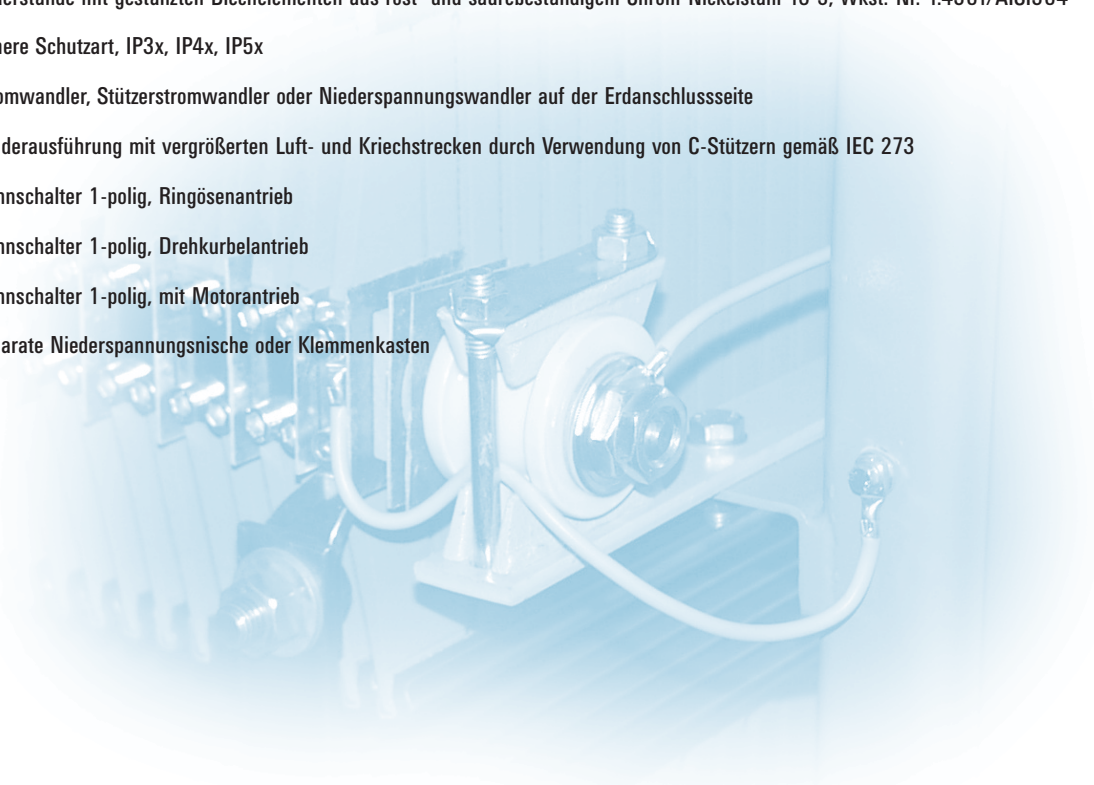 derstände mit gestanzten Blechelementen aus rost- und säurebeständigem Chrom-Nickelstahl 18-8, Wkst. Nr. 1.4301/AISI304
here Schutzart, IP3x, IP4x, IP5x
omwandler, Stützerstromwandler oder Niederspannungswandler auf der Erdanschlussseite
derausführung mit vergrößerten Luft- und Kriechstrecken durch Verwendung von C-Stützern gemäß IEC 273
nnschalter 1-polig, Ringösenantrieb
nnschalter 1-polig, Drehkurbelantrieb
nnschalter 1-polig, mit Motorantrieb
arate Niederspannungsnische oder Klemmenkasten